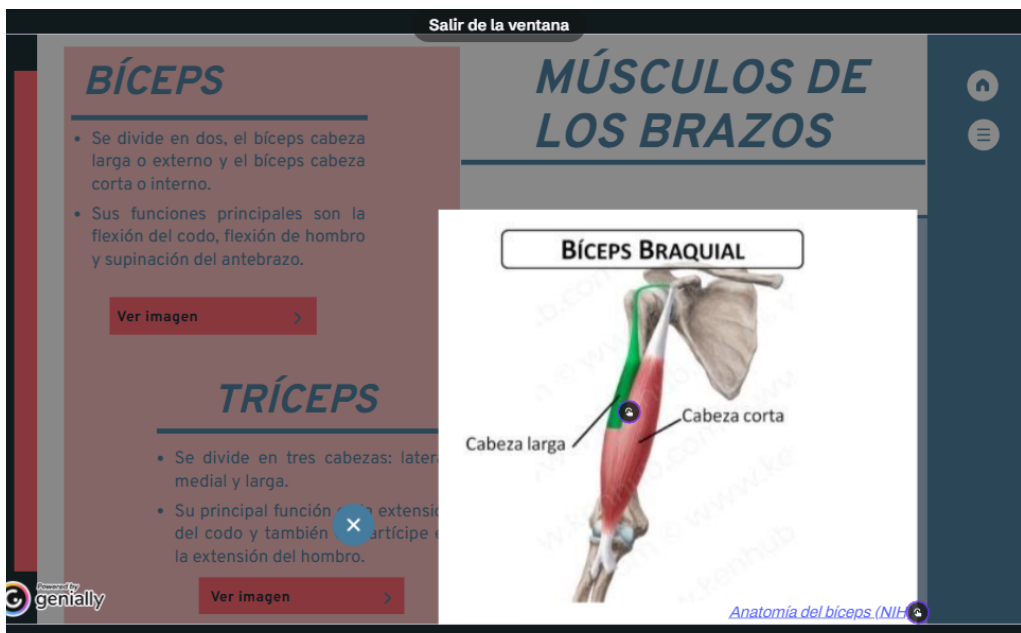 Salir de la ventana
BÍCEPS
• Se divide en dos, el bíceps cabeza
larga o externo y el bíceps cabeza
corta o interno.
• Sus funciones principales son la
flexión del codo, flexión de hombro
y supinación del antebrazo.
Ver imagen
TRÍCEPS
• Se divide en tres cabezas:
medial y larga.
• Su principal función
del codo y también
la extensión del hombro.
Ver imagen
MÚSCULOS DE
LOS BRAZOS
BÍCEPS BRAQUIAL
Cabeza corta
Cabeza larga
Anatomía del bíceps (NIH
Powered by
genially